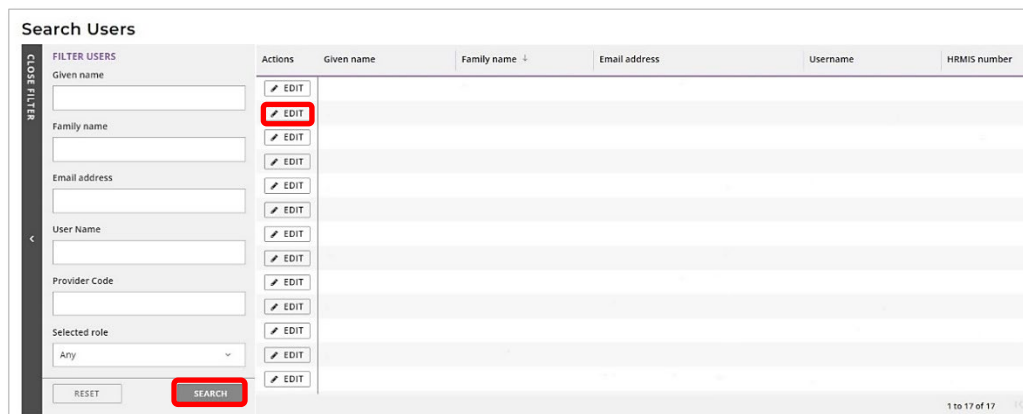 Search Users
CLOSE FILTER
FILTER USERS
Given name
Family name
Email address
User Name
Provider Code
Selected role
Any
RESET
SEARCH
Actions Given name Family name ↓ Email address Username HRMIS number
EDIT
EDIT
EDIT
EDIT
EDIT
EDIT
EDIT
EDIT
EDIT
EDIT
EDIT
EDIT
EDIT
1 to 17 of 17